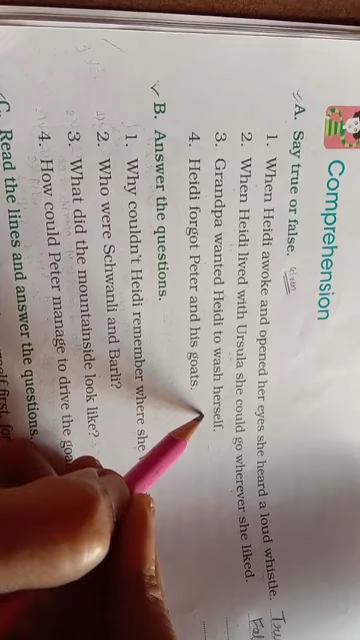 Comprehension
A. Say true or false.
1. When Heidi awoke and opened her eyes she heard a loud whistle.
2. When Heidi lived with Ursula she could go wherever she liked.
3. Grandpa wanted Heidi to wash herself.
4. Heidi forgot Peter and his goats.
B. Answer the questions.
1. Why couldn't Heidi remember where she
2. Who were Schwanli and Barli?
3. What did the mountainside look like?
4. How could Peter manage to drive the goa
C. Read the lines and answer the questions.